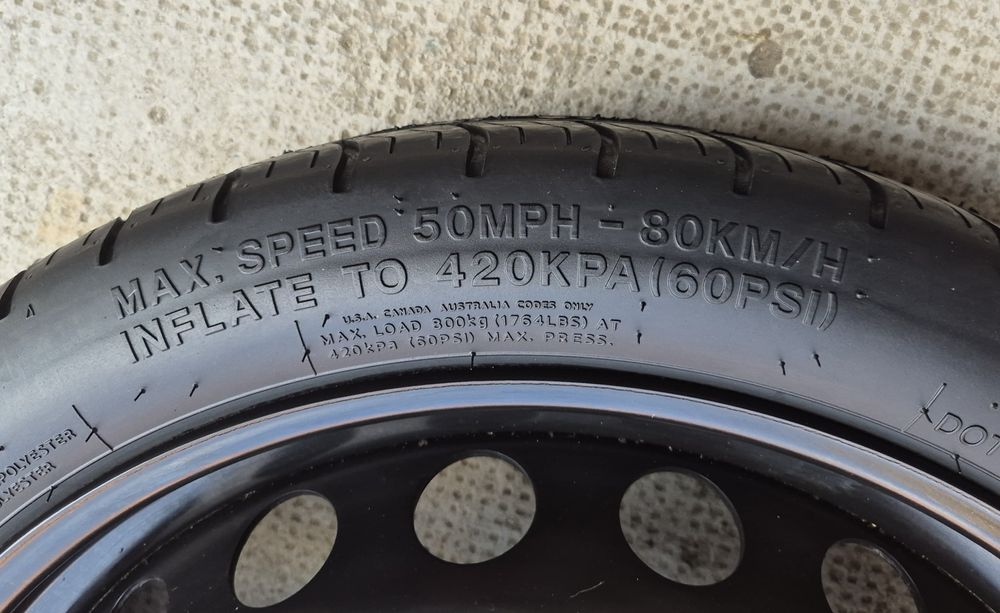 MAX. SPEED 50MPH - 80KM/H
INFLATE TO 420KPA (60PSI)
U.S.A. CANADA AUSTRALIA CODES ONLY
MAX. LOAD 800kg (1764LBS) AT
420kPA (60PSI) MAX. PRESS.
POLYESTER
DOT